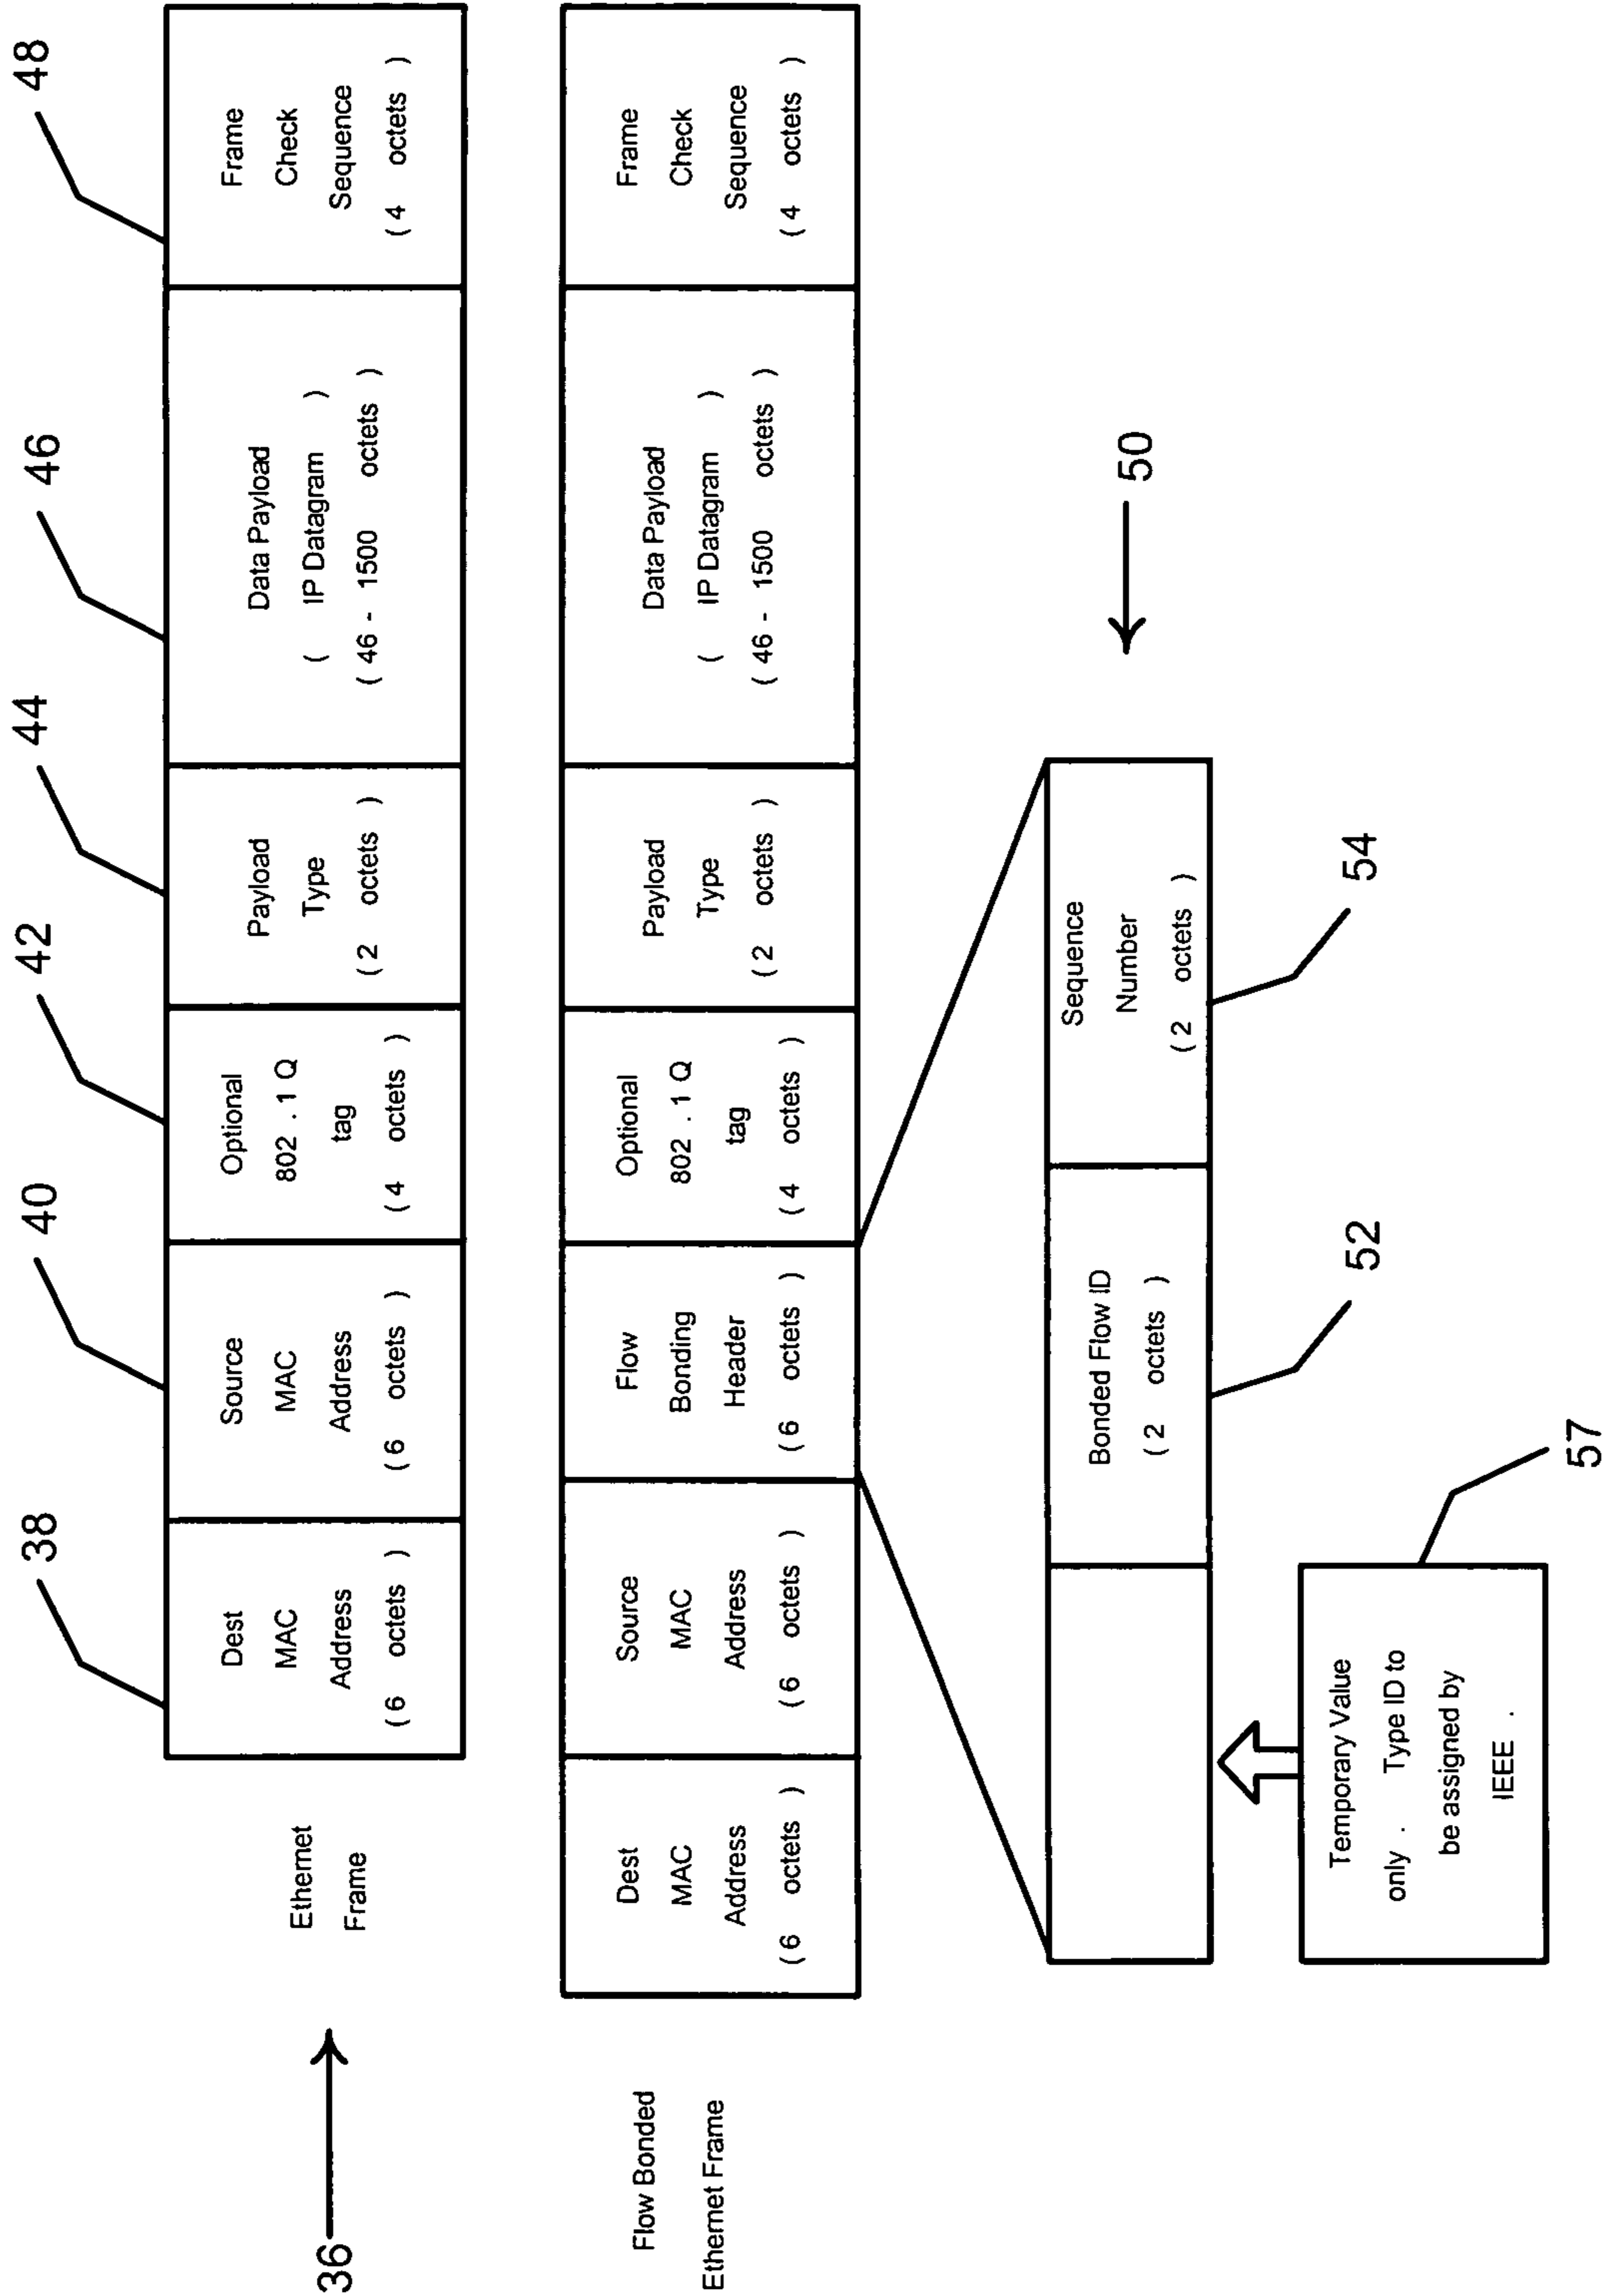 38
40
42
44
46
48
36
Ethernet
Frame
Dest
MAC
Address
( 6 octets )
Source
MAC
Address
( 6 octets )
Optional
802 . 1 Q
tag
( 4 octets )
Payload
Type
( 2 octets )
Data Payload
( IP Datagram )
( 46 - 1500 octets )
Frame
Check
Sequence
( 4 octets )
Flow Bonded
Ethernet Frame
Dest
MAC
Address
( 6 octets )
Source
MAC
Address
( 6 octets )
Flow
Bonding
Header
( 6 octets )
Optional
802 . 1 Q
tag
( 4 octets )
Payload
Type
( 2 octets )
Data Payload
( IP Datagram )
( 46 - 1500 octets )
Frame
Check
Sequence
( 4 octets )
Bonded Flow ID
( 2 octets )
Sequence
Number
( 2 octets )
50
52
54
Temporary Value
only . Type ID to
be assigned by
IEEE .
57